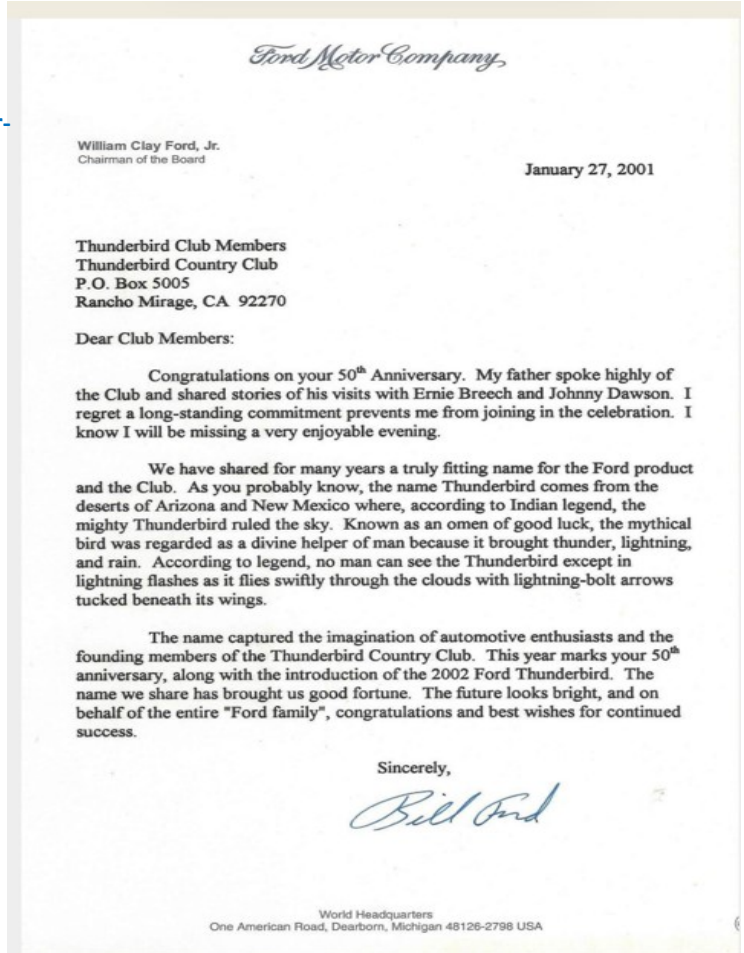 Ford Motor Company
William Clay Ford, Jr.
Chairman of the Board
January 27, 2001
Thunderbird Club Members
Thunderbird Country Club
P.O. Box 5005
Rancho Mirage, CA 92270
Dear Club Members:
Congratulations on your 50th Anniversary. My father spoke highly of
the Club and shared stories of his visits with Ernie Breech and Johnny Dawson. I
regret a long-standing commitment prevents me from joining in the celebration. I
know I will be missing a very enjoyable evening.
We have shared for many years a truly fitting name for the Ford product
and the Club. As you probably know, the name Thunderbird comes from the
deserts of Arizona and New Mexico where, according to Indian legend, the
mighty Thunderbird ruled the sky. Known as an omen of good luck, the mythical
bird was regarded as a divine helper of man because it brought thunder, lightning,
and rain. According to legend, no man can see the Thunderbird except in
lightning flashes as it flies swiftly through the clouds with lightning-bolt arrows
tucked beneath its wings.
The name captured the imagination of automotive enthusiasts and the
founding members of the Thunderbird Country Club. This year marks your 50th
anniversary, along with the introduction of the 2002 Ford Thunderbird. The
name we share has brought us good fortune. The future looks bright, and on
behalf of the entire "Ford family", congratulations and best wishes for continued
success.
Sincerely,
Bill Ford
World Headquarters
One American Road, Dearborn, Michigan 48126-2798 USA